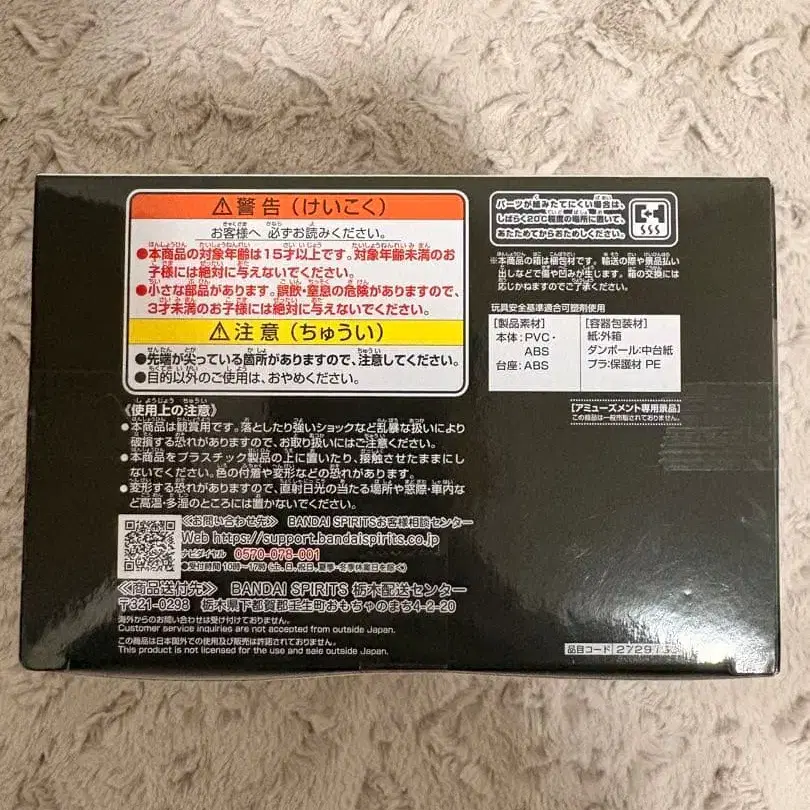 ⚠警告（けいこく）
お客様へ 必ずお読みください。
●本商品の対象年齢は15才以上です。対象年齢未満のお
子様には絶対に与えないでください。
●小さな部品があります。誤飲・窒息の危険がありますので、
3才未満のお子様には絶対に与えないでください。
⚠注意（ちゅうい）
●先端が尖っている箇所がありますので、注意してください。
●目的以外のご使用は、おやめください。
《使用上の注意》
●本商品は観賞用です。落としたり強いショックなど乱暴な扱いにより
破損する恐れがありますので、お取り扱いにはご注意ください。
●本商品をプラスチック製品の上に置いたり、接触させたままにし
ないでください。色の付着や変形などの恐れがあります。
●変形する恐れがありますので、直射日光の当たる場所や窓際・車内な
ど高温・多湿のところには置かないでください。
≪お問い合わせ先≫ BANDAI SPIRITSお客様相談センター
Web https://support.bandaispirits.co.jp
ナビダイヤル 0570-078-001
●受付時間 10時～17時(土、日、祝日、夏季・冬季休業日を除く)
≪商品送付先≫ BANDAI SPIRITS 栃木配送センター
〒321-0298 栃木県下都賀郡壬生町おもちゃのまち4-2-20
海外からのお問い合わせは受け付けておりません。
Customer service inquiries are not accepted from outside Japan.
この商品は日本国外での使用及び販売は許諾されておりません。
This product is not licensed for the use and sale outside Japan.
パーツが組みたてにくい場合は、
しばらく20℃程度の場所に置いて、
あたためてからおためしください。
※本商品の箱は梱包材です。輸送の際や景品払い
出しなどで傷や凹みが生じます。箱の交換には
応じかねますのでご了承ください。
玩具安全基準適合可塑剤使用
[製品素材]
本体：PVC・
ABS
台座：ABS
[容器包装材]
紙：外箱
ダンボール：中台紙
プラ：保護材 PE
【アミューズメント専用景品】
この商品は一般市販されておりません。
品目コード